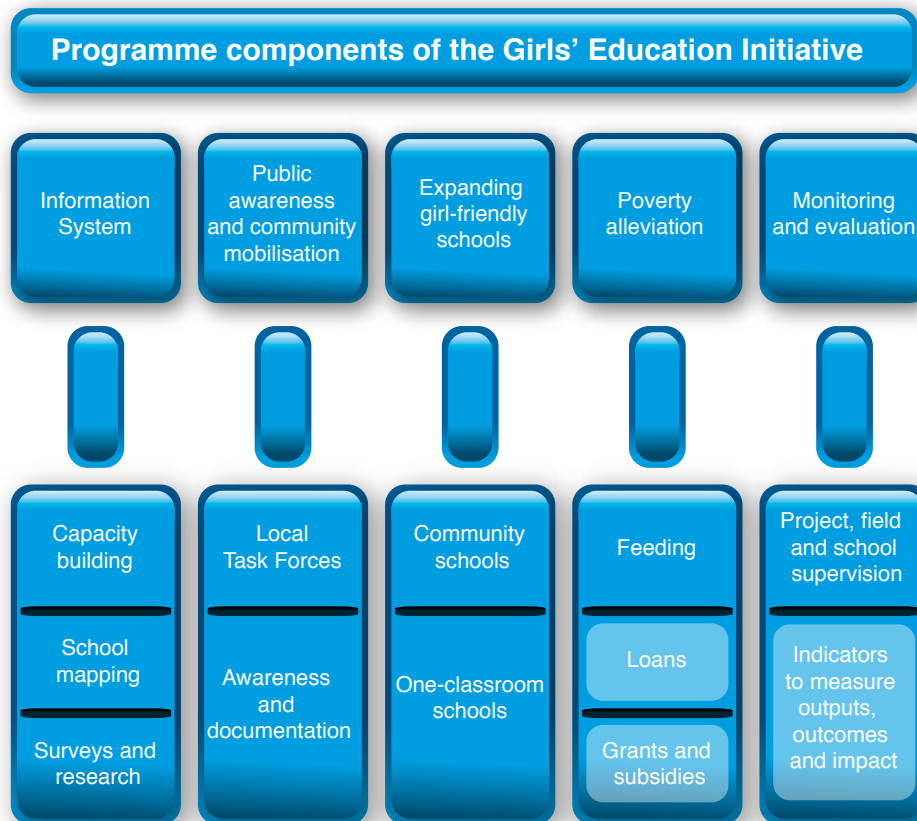 Programme components of the Girls’ Education Initiative
Information
System
Public
awareness
and community
mobilisation
Expanding
girl-friendly
schools
Poverty
alleviation
Monitoring
and evaluation
Capacity
building
School
mapping
Surveys and
research
Local
Task Forces
Awareness
and
documentation
Community
schools
One-classroom
schools
Feeding
Loans
Grants and
subsidies
Project, field
and school
supervision
Indicators
to measure
outputs,
outcomes
and impact